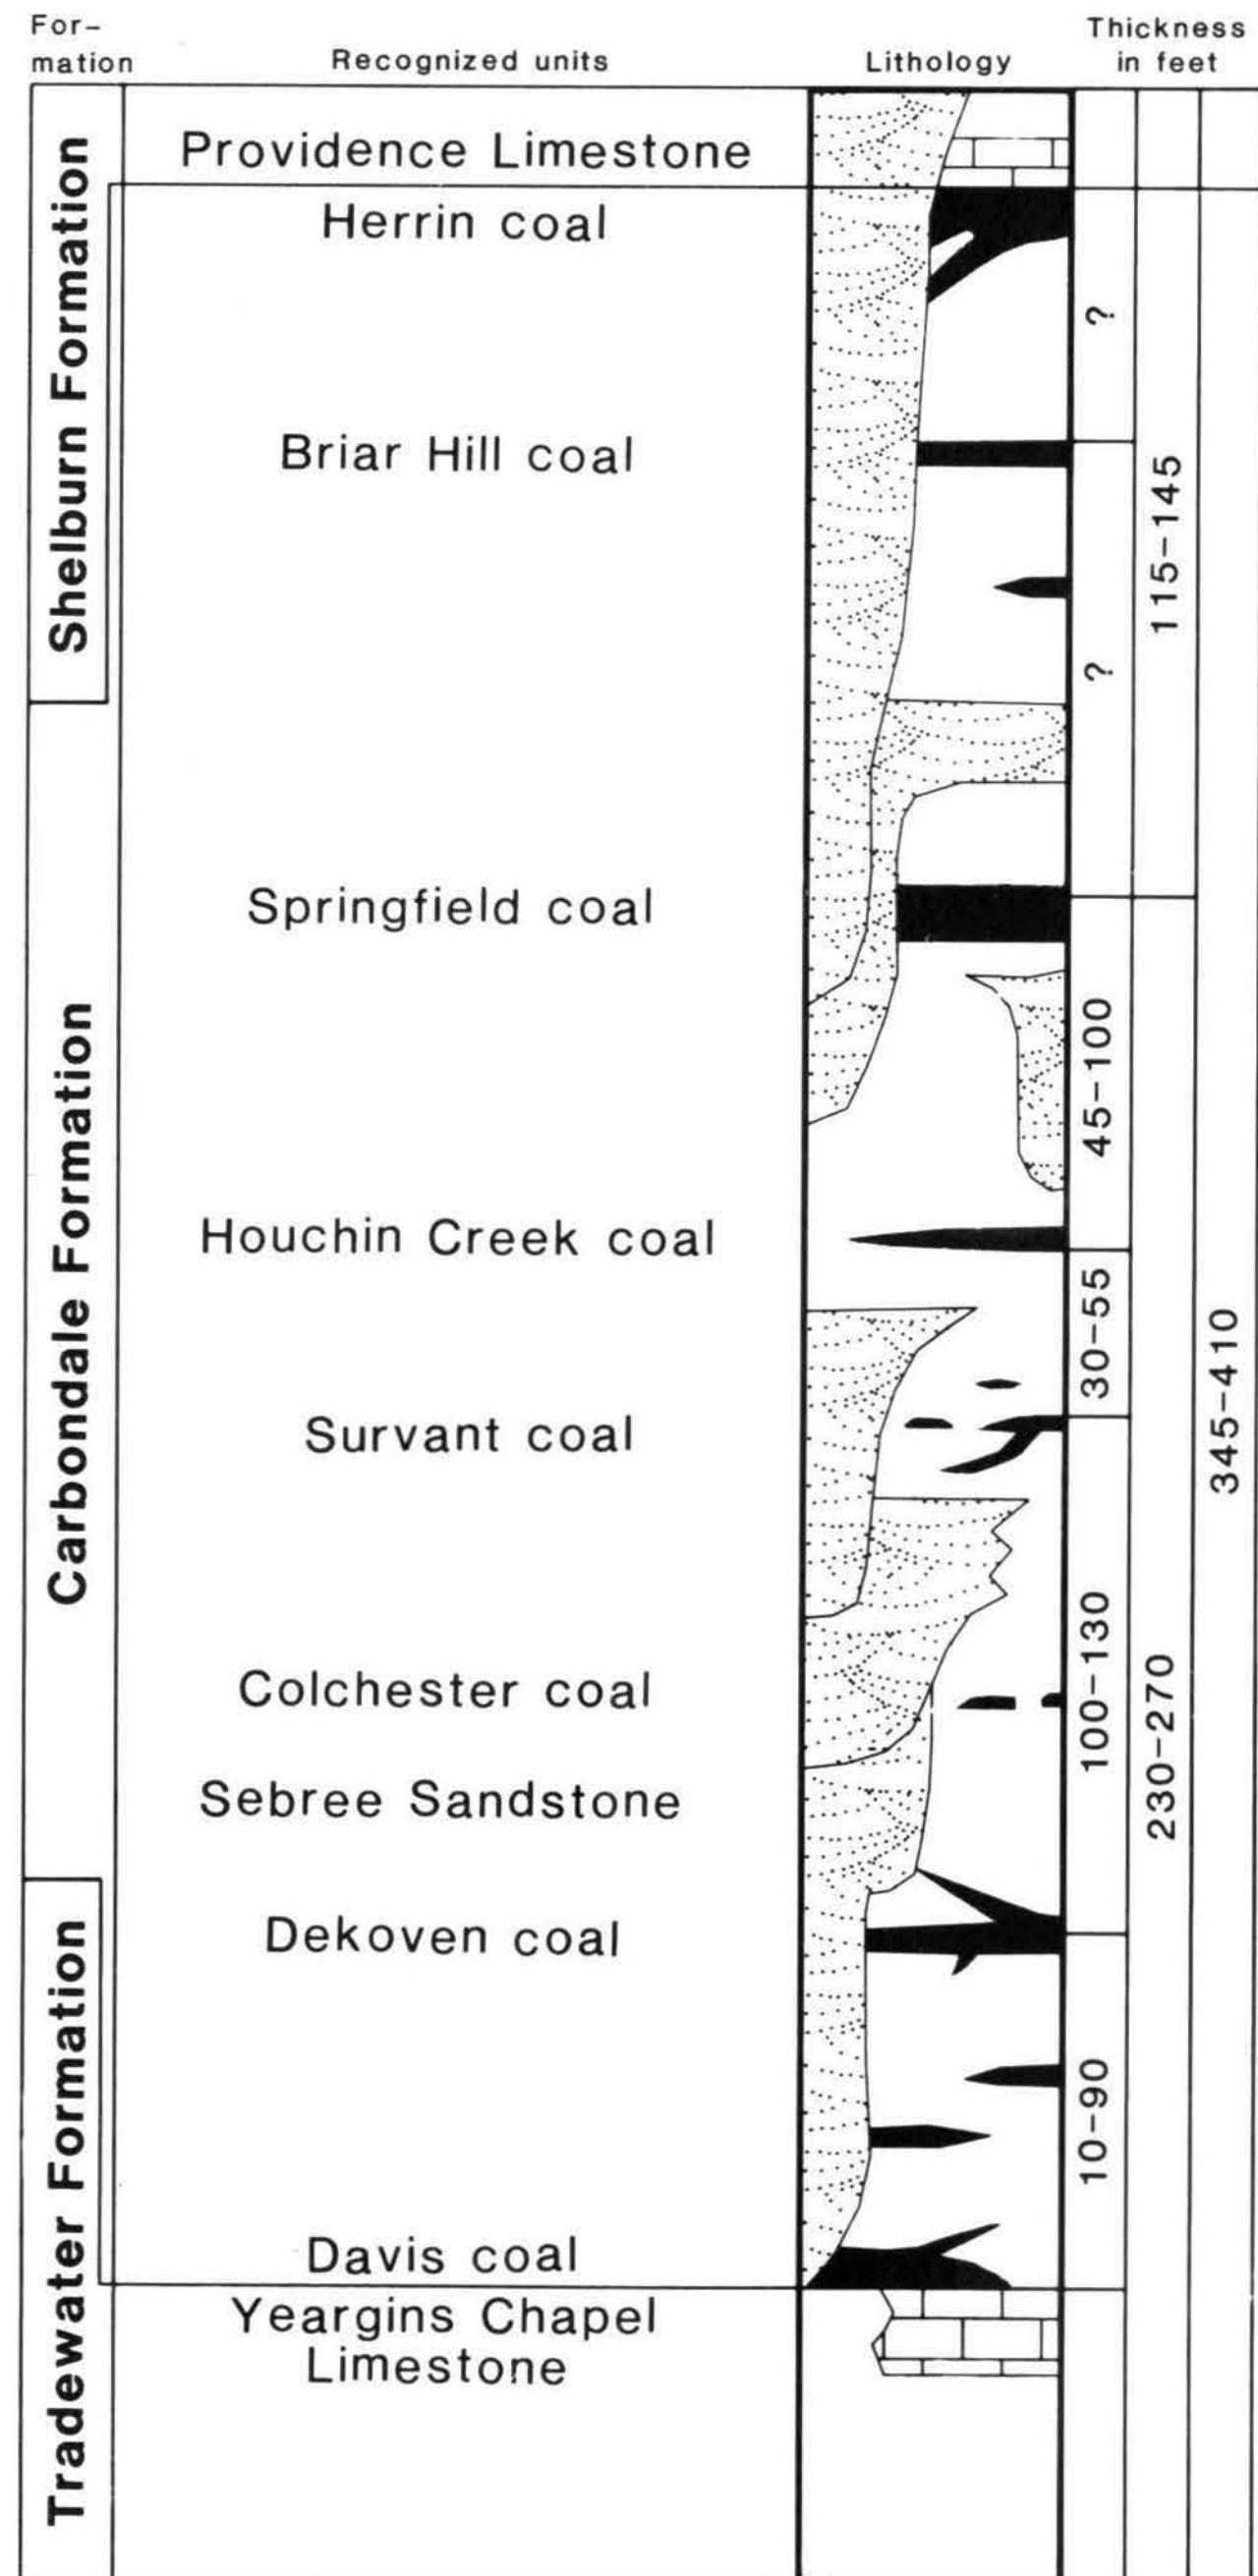 For-
mation
Recognized units
Lithology
Thickness
in feet
Shelburn Formation
Carbondale Formation
Tradewater Formation
Providence Limestone
Herrin coal
Briar Hill coal
Springfield coal
Houchin Creek coal
Survant coal
Colchester coal
Sebree Sandstone
Dekoven coal
Davis coal
Yeargins Chapel
Limestone
?
?
45-100
30-55
100-130
10-90
115-145
230-270
345-410